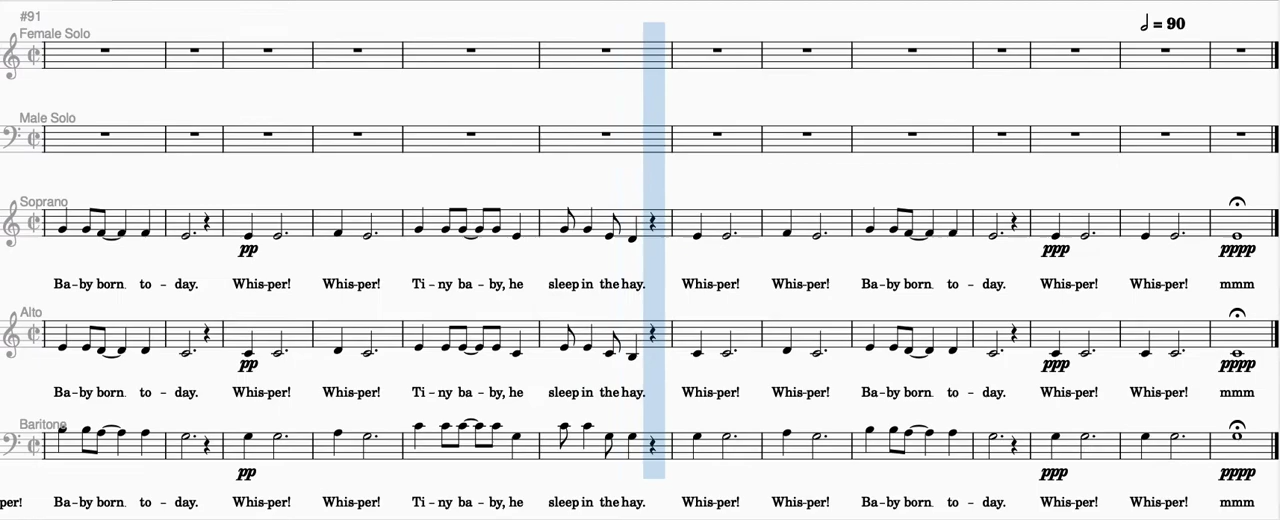 #91
Female Solo
𝅗𝅥 = 90
Male Solo
Soprano
pp ppp pppp
Ba-by born to - day. Whis-per! Whis-per! Ti - ny ba - by, he sleep in the hay. Whis-per! Whis-per! Ba-by born to - day. Whis-per! Whis-per! mmm
Alto
pp ppp pppp
Ba-by born to - day. Whis-per! Whis-per! Ti - ny ba - by, he sleep in the hay. Whis-per! Whis-per! Ba-by born to - day. Whis-per! Whis-per! mmm
Baritone
pp ppp pppp
per! Ba-by born to - day. Whis-per! Whis-per! Ti - ny ba - by, he sleep in the hay. Whis-per! Whis-per! Ba-by born to - day. Whis-per! Whis-per! mmm